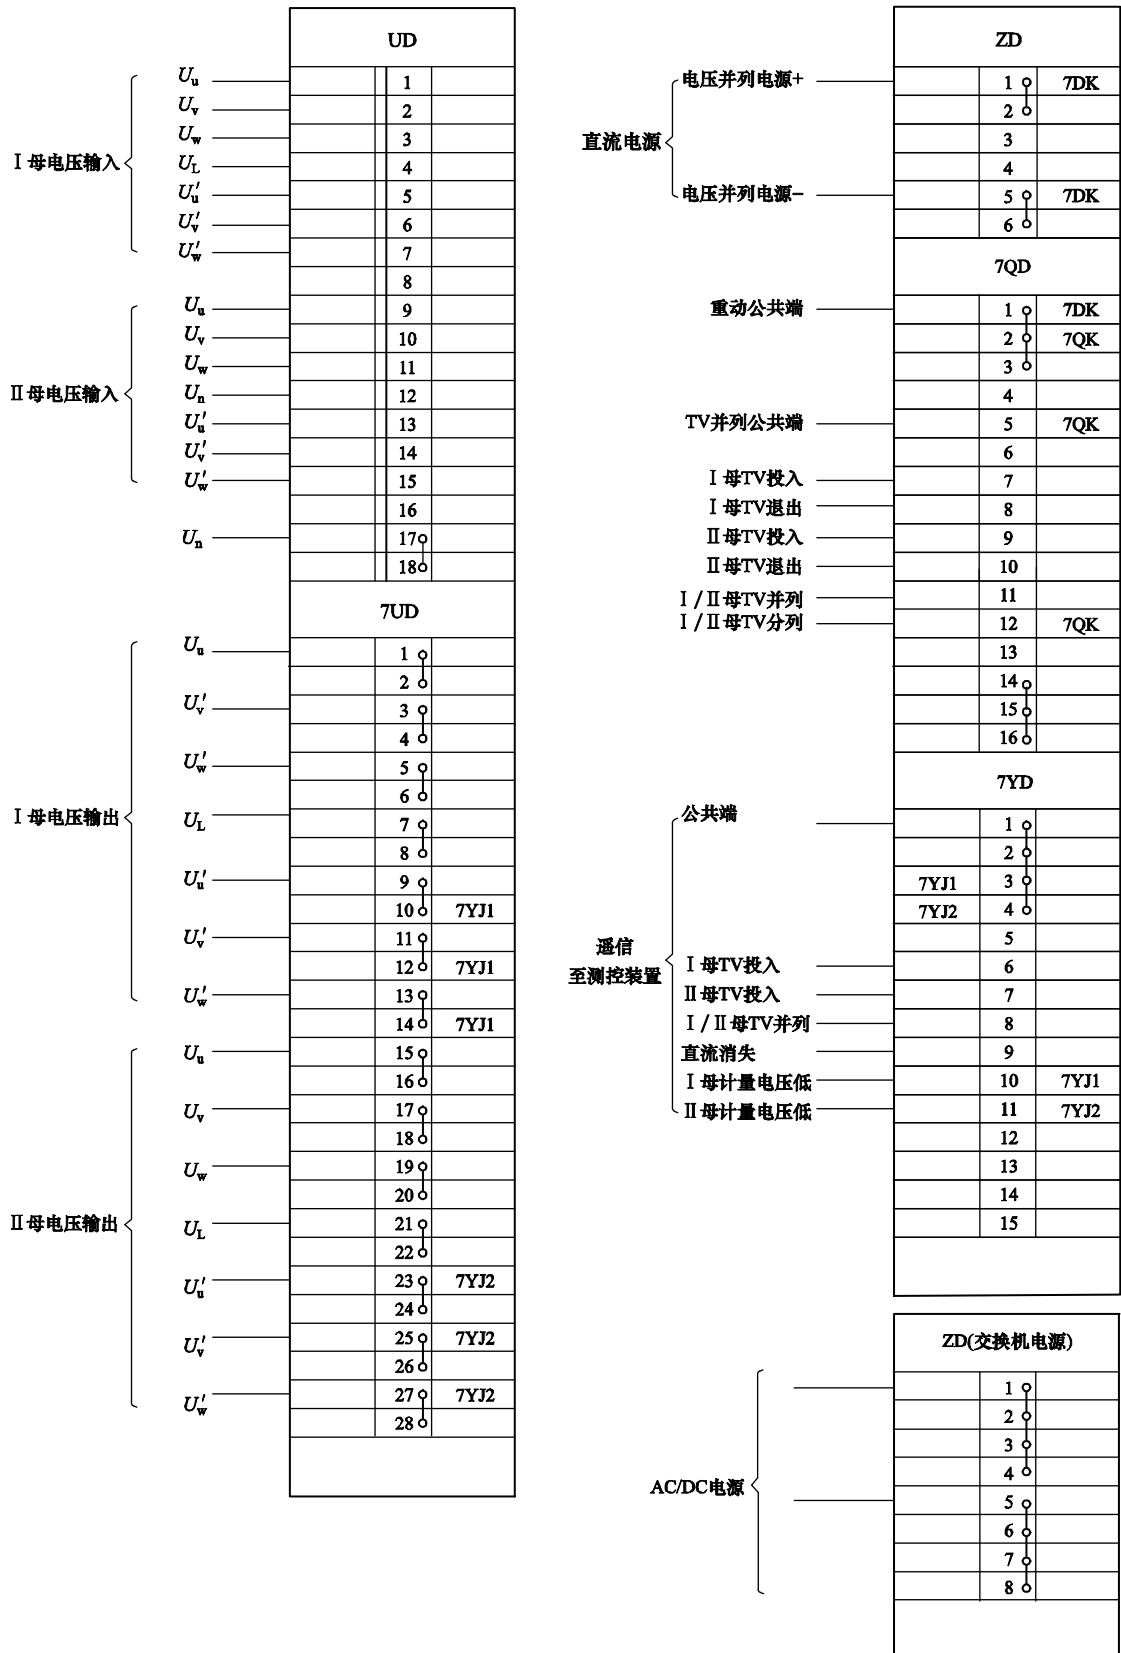 UD
Ⅰ母电压输入
Uu 1
Uv 2
Uw 3
UL 4
Uu′ 5
Uv′ 6
Uw′ 7
8
Ⅱ母电压输入
Uu 9
Uv 10
Uw 11
Un 12
Uu′ 13
Uv′ 14
Uw′ 15
16
Un 17
18
7UD
Ⅰ母电压输出
Uu 1
2
Uv′ 3
4
Uw′ 5
6
UL 7
8
Uu′ 9
10 7YJ1
Uv′ 11
12 7YJ1
Uw′ 13
14 7YJ1
Ⅱ母电压输出
Uu 15
16
Uv 17
18
Uw 19
20
UL 21
22
Uu′ 23 7YJ2
24
Uv′ 25 7YJ2
26
Uw′ 27 7YJ2
28
ZD
直流电源
电压并列电源+ 1 7DK
2
3
4
电压并列电源− 5 7DK
6
7QD
重动公共端 1 7DK
2 7QK
3
4
TV并列公共端 5 7QK
6
Ⅰ母TV投入 7
Ⅰ母TV退出 8
Ⅱ母TV投入 9
Ⅱ母TV退出 10
Ⅰ/Ⅱ母TV并列 11
Ⅰ/Ⅱ母TV分列 12 7QK
13
14
15
16
7YD
遥信
至测控装置
公共端 1
2
7YJ1 3
7YJ2 4
5
Ⅰ母TV投入 6
Ⅱ母TV投入 7
Ⅰ/Ⅱ母TV并列 8
直流消失 9
Ⅰ母计量电压低 10 7YJ1
Ⅱ母计量电压低 11 7YJ2
12
13
14
15
ZD(交换机电源)
AC/DC电源
1
2
3
4
5
6
7
8